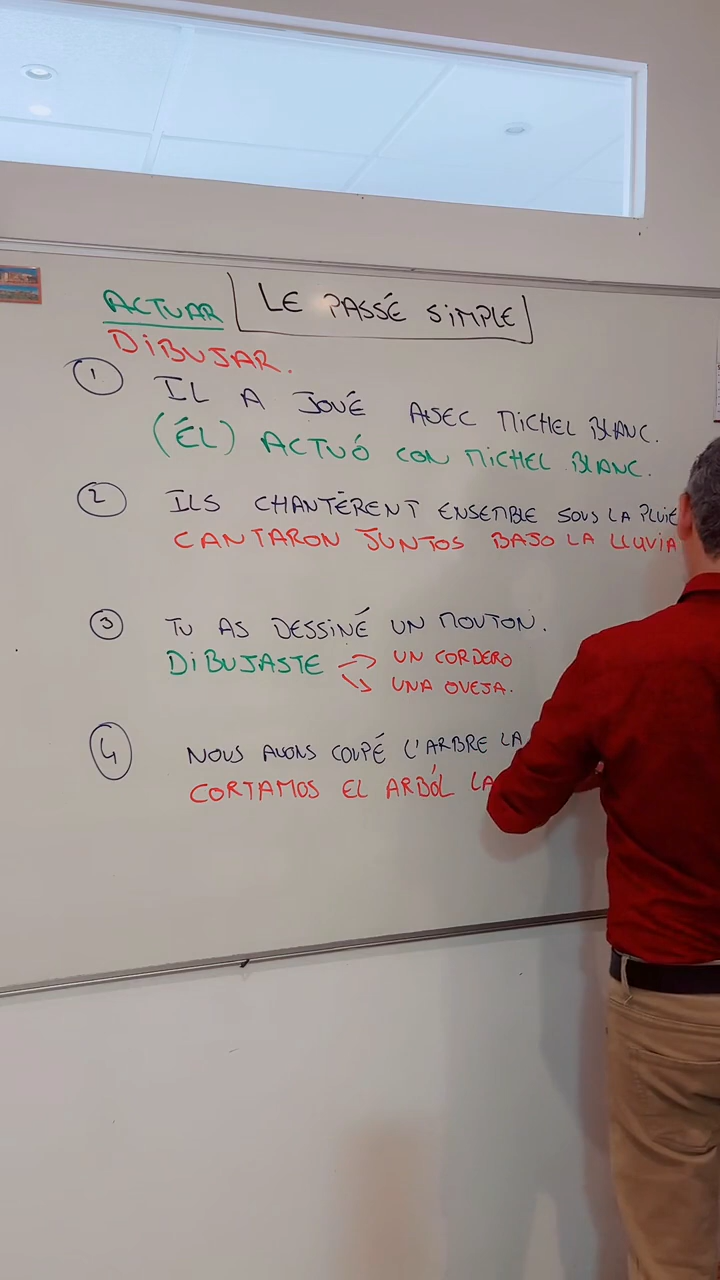 ACTUAR
LE PASSÉ SIMPLE
DIBUJAR.
1 IL A JOUÉ AVEC MICHEL BLANC.
(ÉL) ACTUÓ CON MICHEL BLANC.
2 ILS CHANTÈRENT ENSEMBLE SOUS LA PLUIE
CANTARON JUNTOS BAJO LA LLUVIA
3 TU AS DESSINÉ UN MOUTON.
DIBUJASTE UN CORDERO
UNA OVEJA.
4 NOUS AVONS COUPÉ L'ARBRE LA
CORTAMOS EL ARBÓL LA